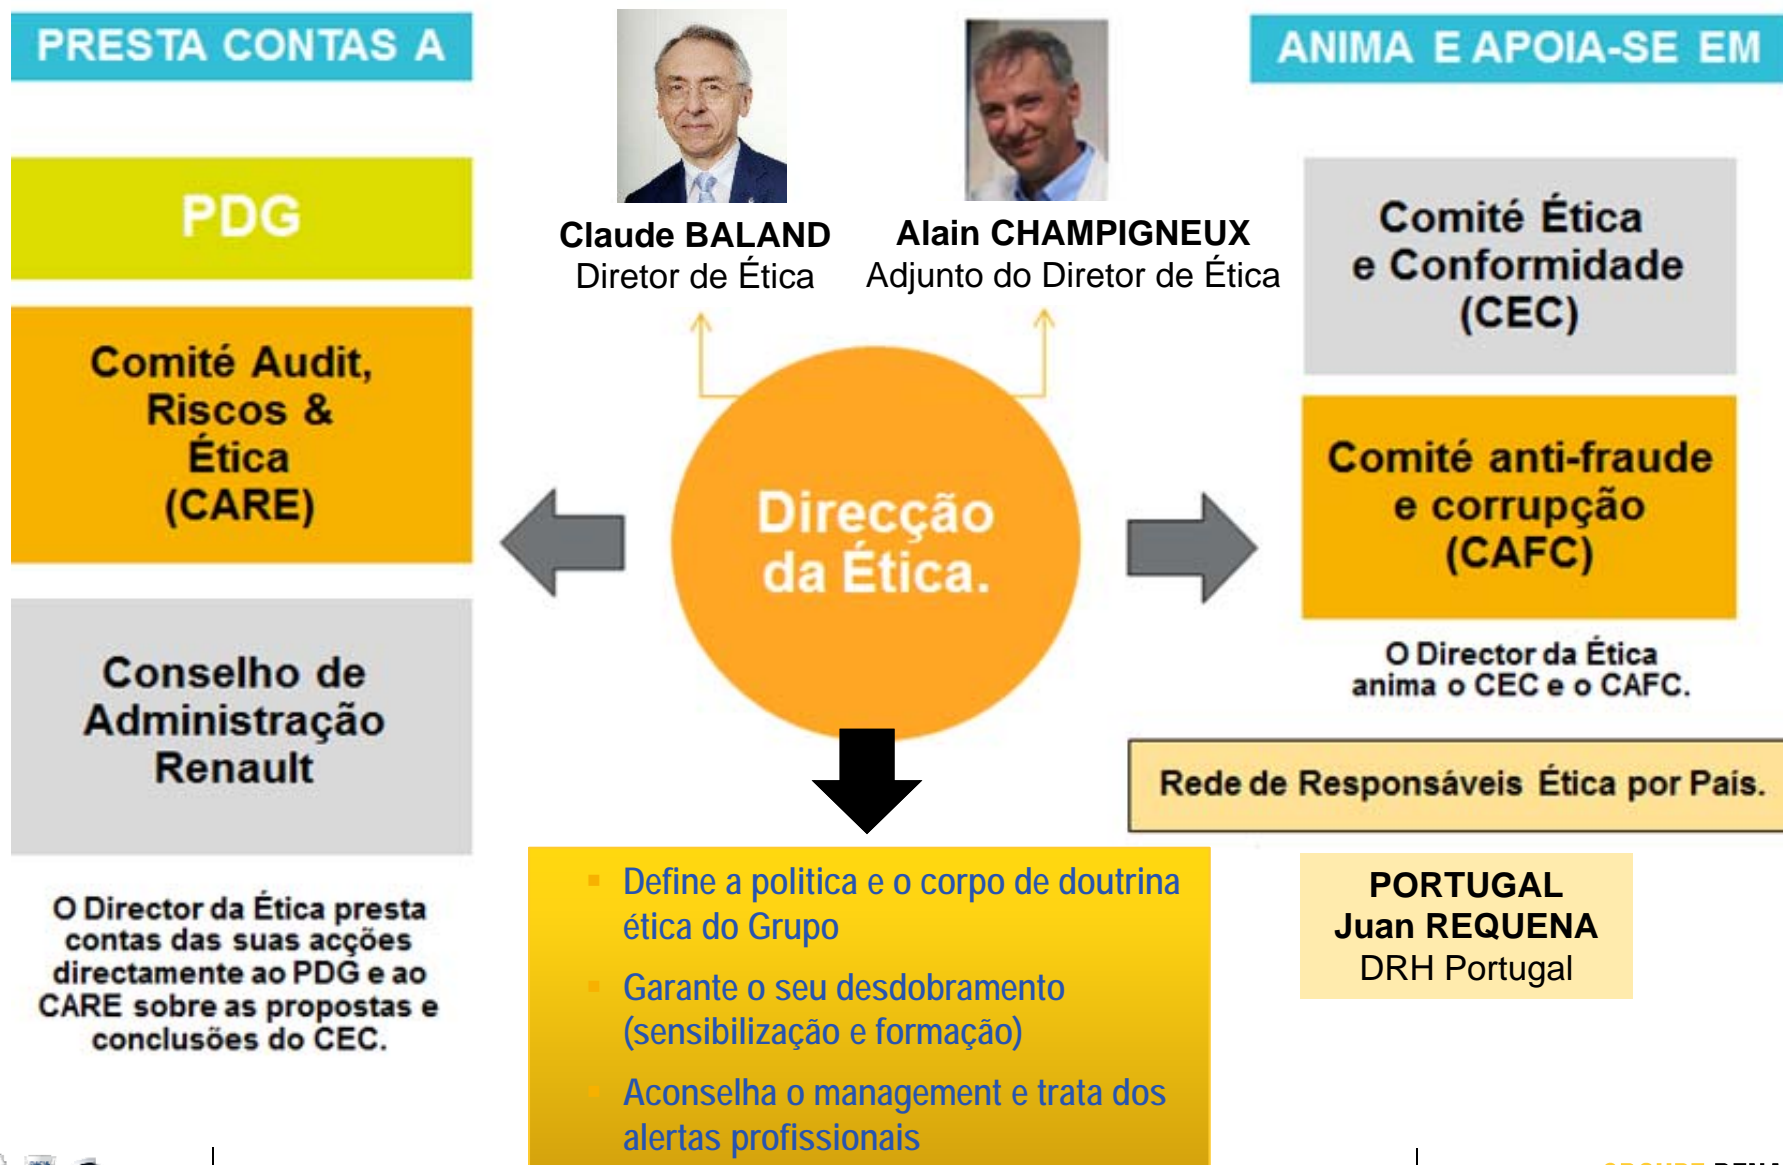 PRESTA CONTAS A
PDG
Comité Audit,
Riscos &
Ética
(CARE)
Conselho de
Administração
Renault
O Director da Ética presta
contas das suas acções
directamente ao PDG e ao
CARE sobre as propostas e
conclusões do CEC.
Claude BALAND
Diretor de Ética
Alain CHAMPIGNEUX
Adjunto do Diretor de Ética
Direcção
da Ética.
Define a politica e o corpo de doutrina
ética do Grupo
Garante o seu desdobramento
(sensibilização e formação)
Aconselha o management e trata dos
alertas profissionais
ANIMA E APOIA-SE EM
Comité Ética
e Conformidade
(CEC)
Comité anti-fraude
e corrupção
(CAFC)
O Director da Ética
anima o CEC e o CAFC.
Rede de Responsáveis Ética por País.
PORTUGAL
Juan REQUENA
DRH Portugal